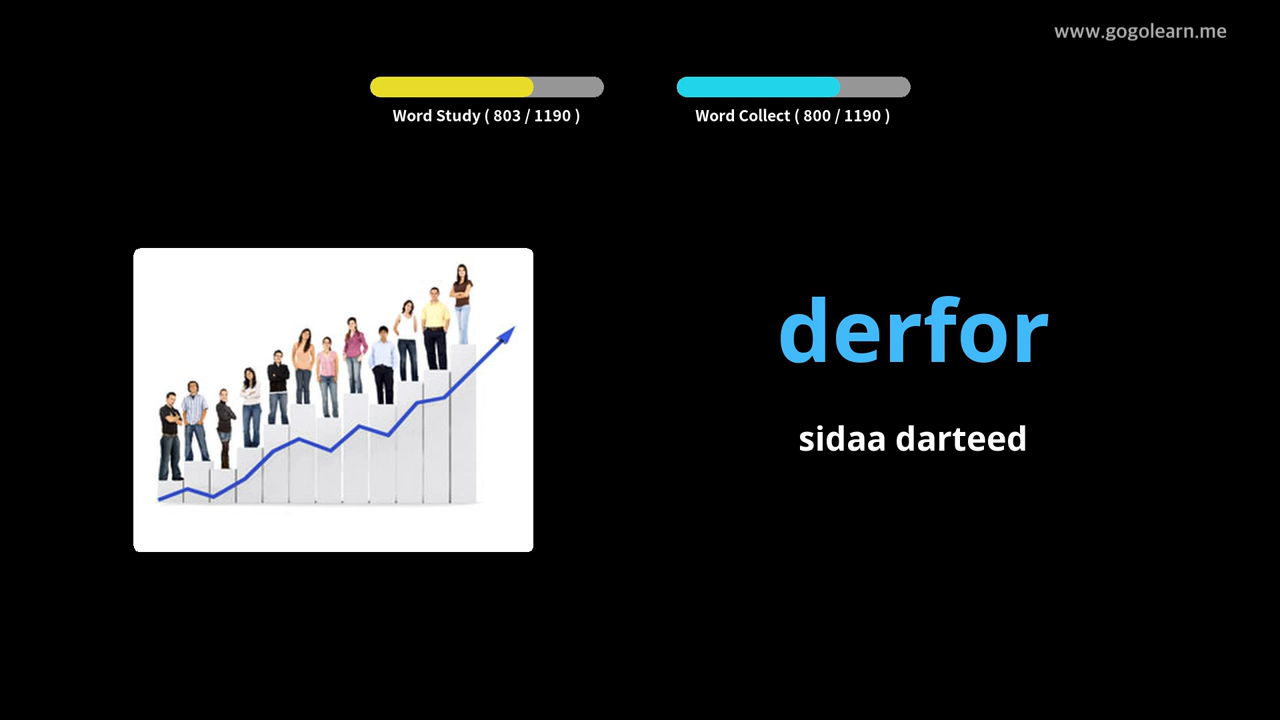 www.gogolearn.me
Word Study ( 803 / 1190 )
Word Collect ( 800 / 1190 )
derfor
sidaa darteed